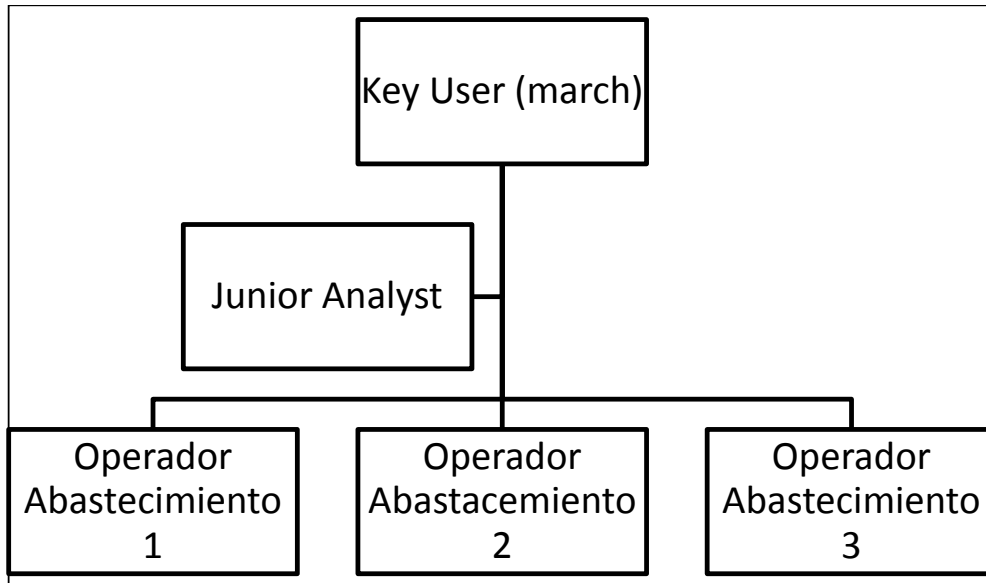 Key User (march)
Junior Analyst
Operador
Abastecimiento
1
Operador
Abastacemiento
2
Operador
Abastecimiento
3